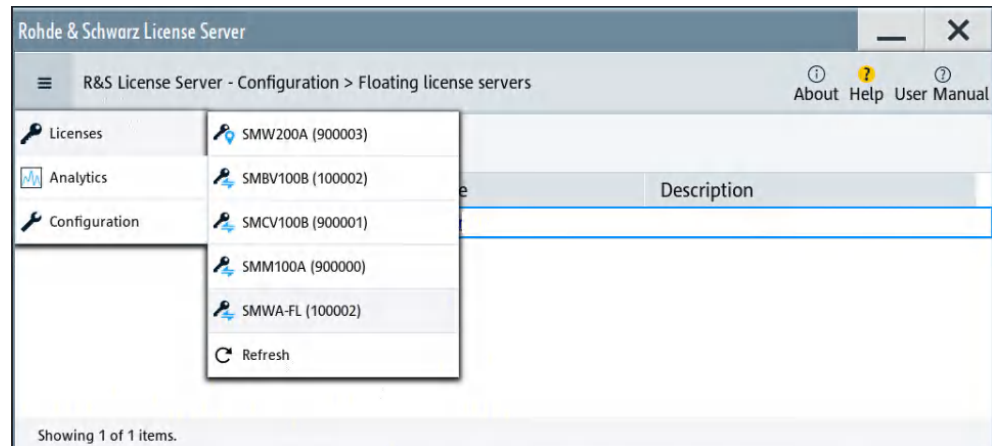 Rohde & Schwarz License Server
R&S License Server - Configuration > Floating license servers
About Help User Manual
Licenses
SMW200A (900003)
Analytics
SMBV100B (100002)
Description
Configuration
SMCV100B (900001)
SMM100A (900000)
SMWA-FL (100002)
Refresh
Showing 1 of 1 items.